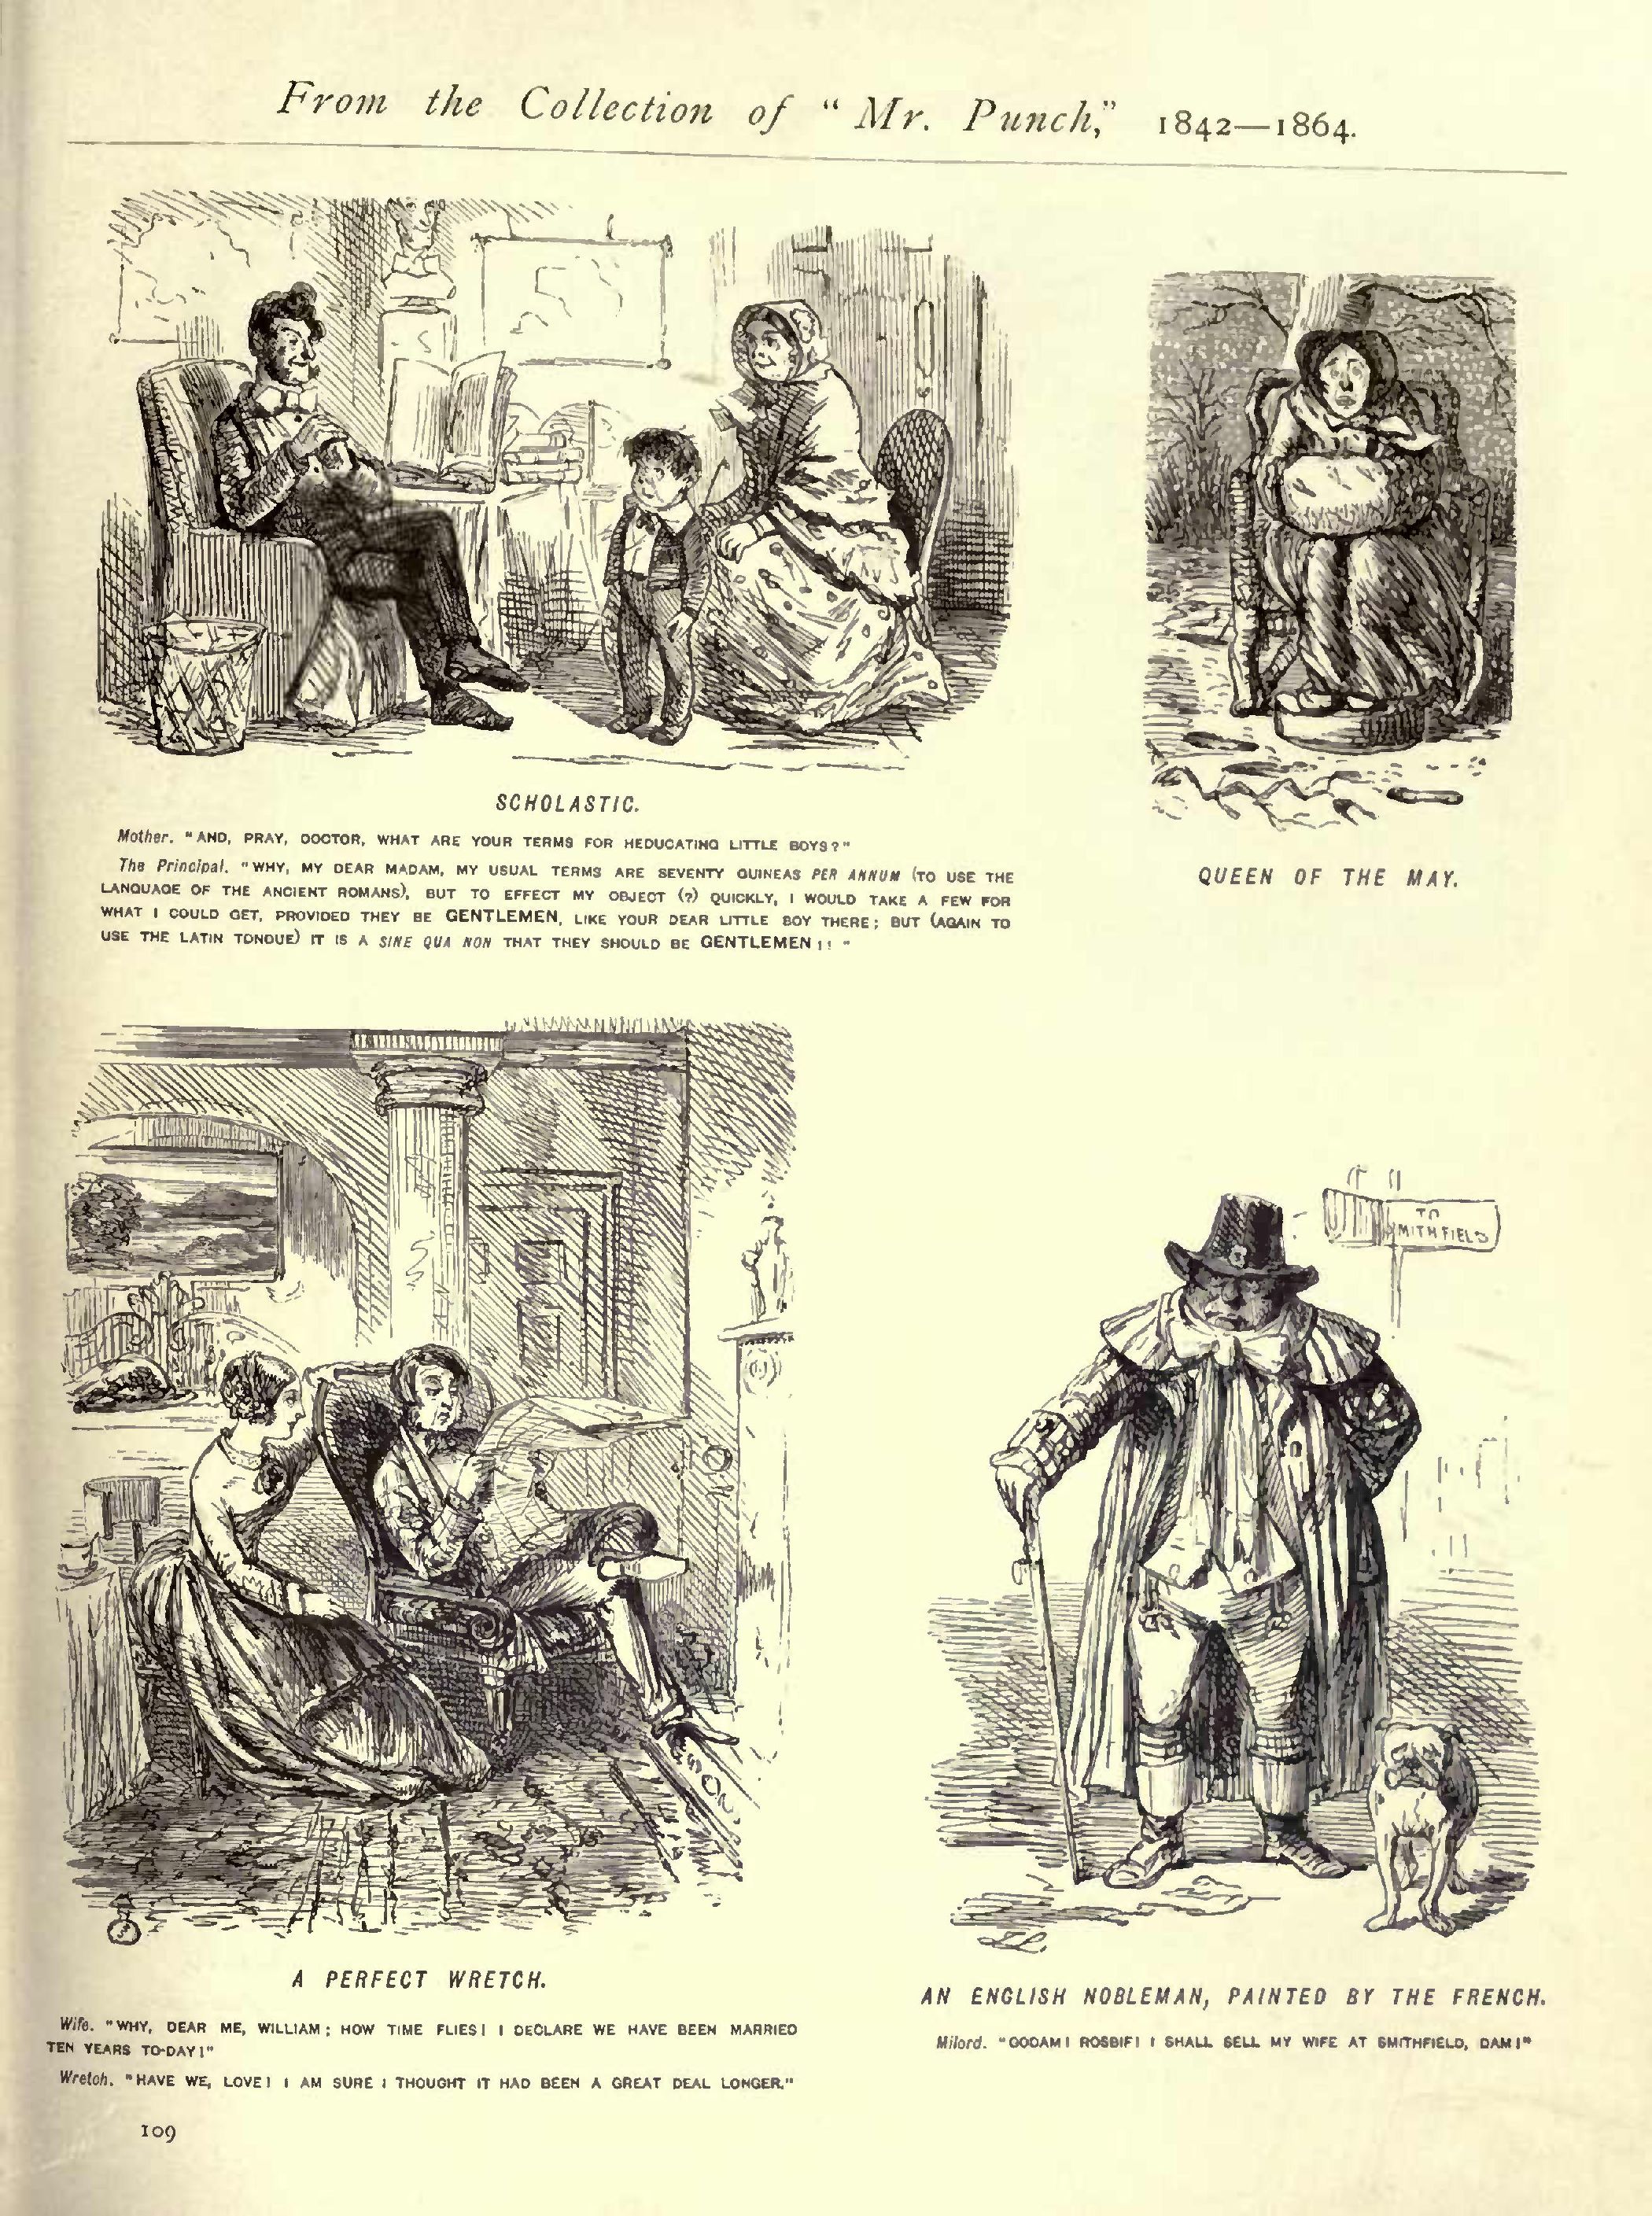 From the Collection of "Mr. Punch," 1842—1864.
SCHOLASTIC.
Mother. "AND, PRAY, DOCTOR, WHAT ARE YOUR TERMS FOR HEDUCATING LITTLE BOYS?"
The Principal. "WHY, MY DEAR MADAM, MY USUAL TERMS ARE SEVENTY GUINEAS PER ANNUM (TO USE THE
LANGUAGE OF THE ANCIENT ROMANS), BUT TO EFFECT MY OBJECT (?) QUICKLY, I WOULD TAKE A FEW FOR
WHAT I COULD GET, PROVIDED THEY BE GENTLEMEN, LIKE YOUR DEAR LITTLE BOY THERE; BUT (AGAIN TO
USE THE LATIN TONGUE) IT IS A SINE QUA NON THAT THEY SHOULD BE GENTLEMEN!! "
QUEEN OF THE MAY.
TO
SMITHFIELD
A PERFECT WRETCH.
Wife. "WHY, DEAR ME, WILLIAM; HOW TIME FLIES! I DECLARE WE HAVE BEEN MARRIED
TEN YEARS TO-DAY!"
Wretch. "HAVE WE, LOVE! I AM SURE I THOUGHT IT HAD BEEN A GREAT DEAL LONGER."
JL.
AN ENGLISH NOBLEMAN, PAINTED BY THE FRENCH.
Milord. "GODAM! ROSBIF! I SHALL SELL MY WIFE AT SMITHFIELD, DAM!"
109